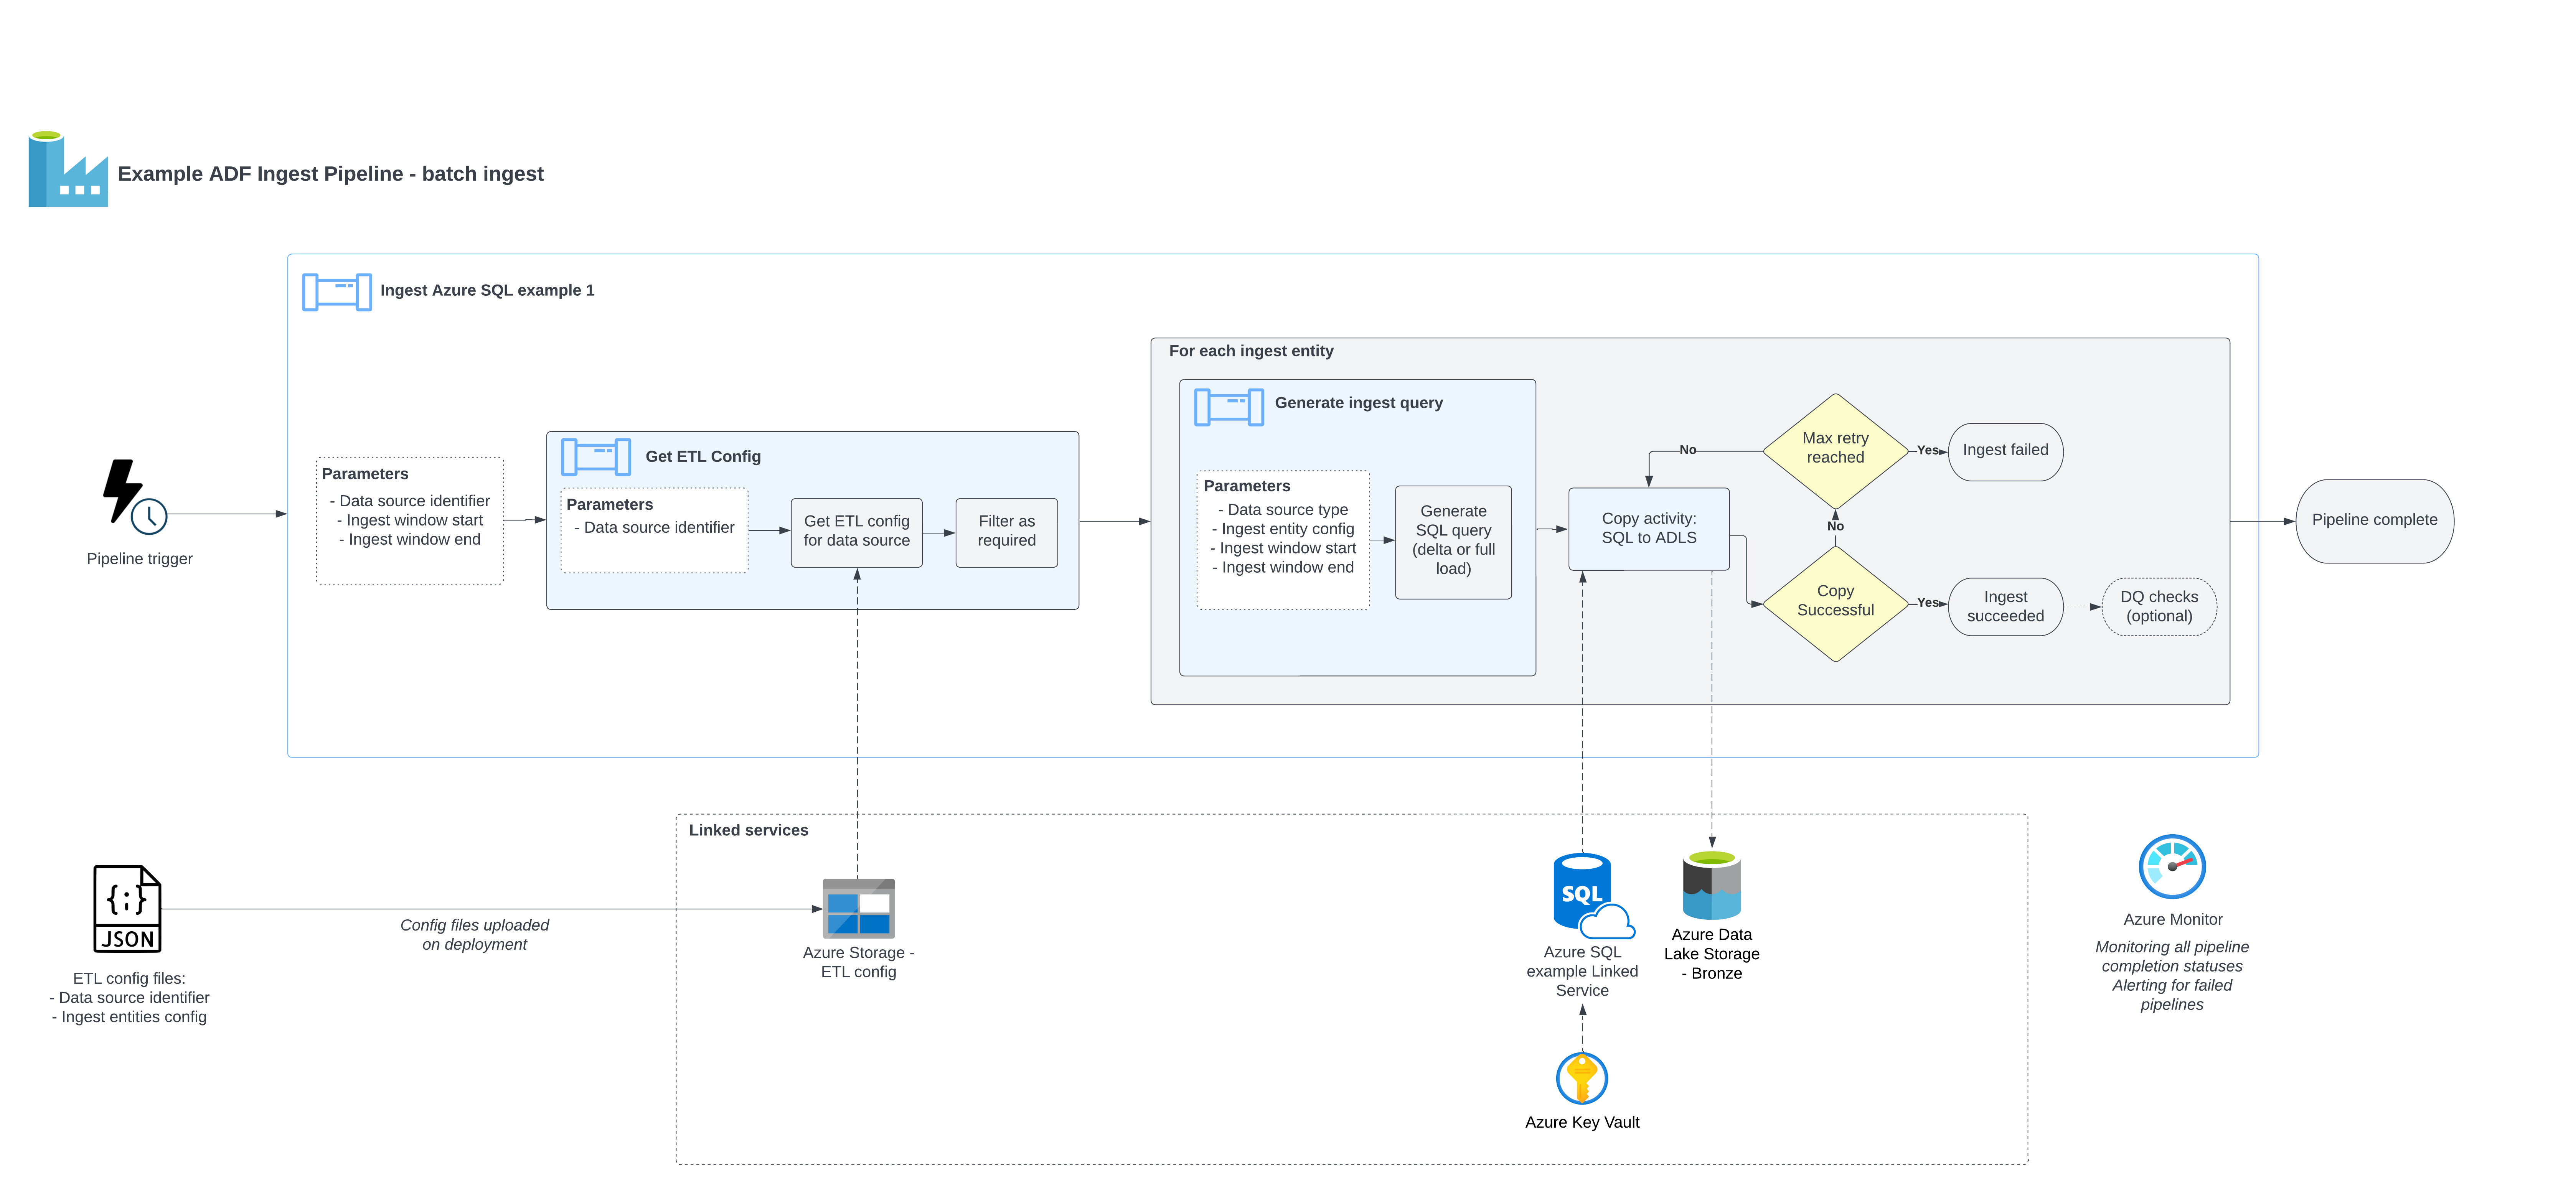 Example ADF Ingest Pipeline - batch ingest
Ingest Azure SQL example 1
Pipeline trigger
Parameters
- Data source identifier
- Ingest window start
- Ingest window end
Get ETL Config
Parameters
- Data source identifier
Get ETL config
for data source
Filter as
required
For each ingest entity
Generate ingest query
Parameters
- Data source type
- Ingest entity config
- Ingest window start
- Ingest window end
Generate
SQL query
(delta or full
load)
Copy activity:
SQL to ADLS
No
Max retry
reached
Yes
Ingest failed
No
Copy
Successful
Yes
Ingest
succeeded
DQ checks
(optional)
Pipeline complete
Linked services
{;}
JSON
ETL config files:
- Data source identifier
- Ingest entities config
Config files uploaded
on deployment
Azure Storage -
ETL config
SQL
Azure SQL
example Linked
Service
Azure Data
Lake Storage
- Bronze
Azure Key Vault
Azure Monitor
Monitoring all pipeline
completion statuses
Alerting for failed
pipelines